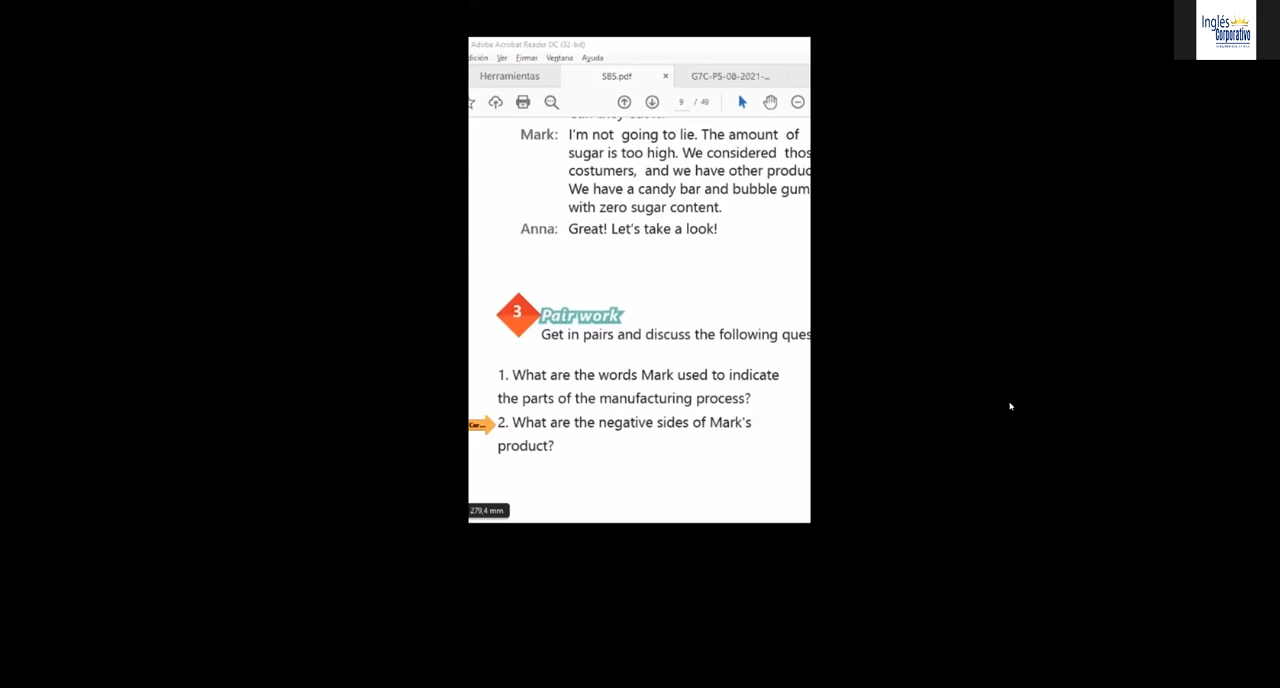 Inglés
Corporativo
Adobe Acrobat Reader DC (32-bit)
dición Ver Firmar Ventana Ayuda
Herramientas SBS.pdf × G7C-P5-08-2021-...
9 / 49
Mark: I'm not going to lie. The amount of
sugar is too high. We considered thos
costumers, and we have other produc
We have a candy bar and bubble gum
with zero sugar content.
Anna: Great! Let's take a look!
3 Pair work
Get in pairs and discuss the following ques
1. What are the words Mark used to indicate
the parts of the manufacturing process?
2. What are the negative sides of Mark's
product?
279,4 mm